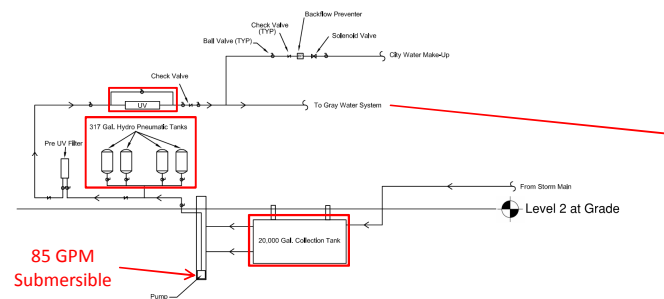 Backflow Preventer
Check Valve
(TYP)
Solenoid Valve
Ball Valve (TYP)
City Water Make-Up
Check Valve
UV
To Gray Water System
317 Gal. Hydro Pneumatic Tanks
Pre UV Filter
From Storm Main
Level 2 at Grade
20,000 Gal. Collection Tank
85 GPM
Submersible
Pump